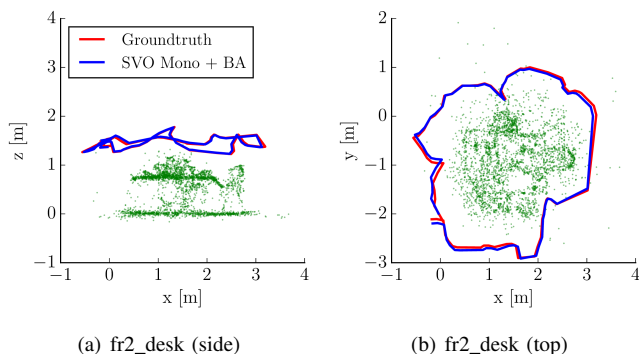 4
3
2
1
0
−1
z [m]
Groundtruth
SVO Mono + BA
−1 0 1 2 3 4
x [m]
(a) fr2_desk (side)
2
1
0
−1
−2
−3
y [m]
−1 0 1 2 3 4
x [m]
(b) fr2_desk (top)